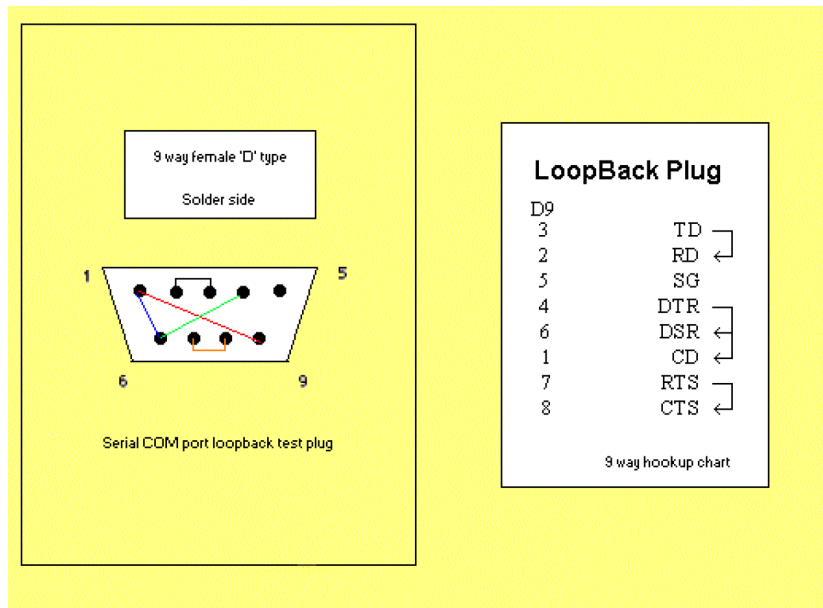 9 way female 'D' type
Solder side
1
5
6
9
Serial COM port loopback test plug
LoopBack Plug
D9
3 TD
2 RD
5 SG
4 DTR
6 DSR
1 CD
7 RTS
8 CTS
9 way hookup chart